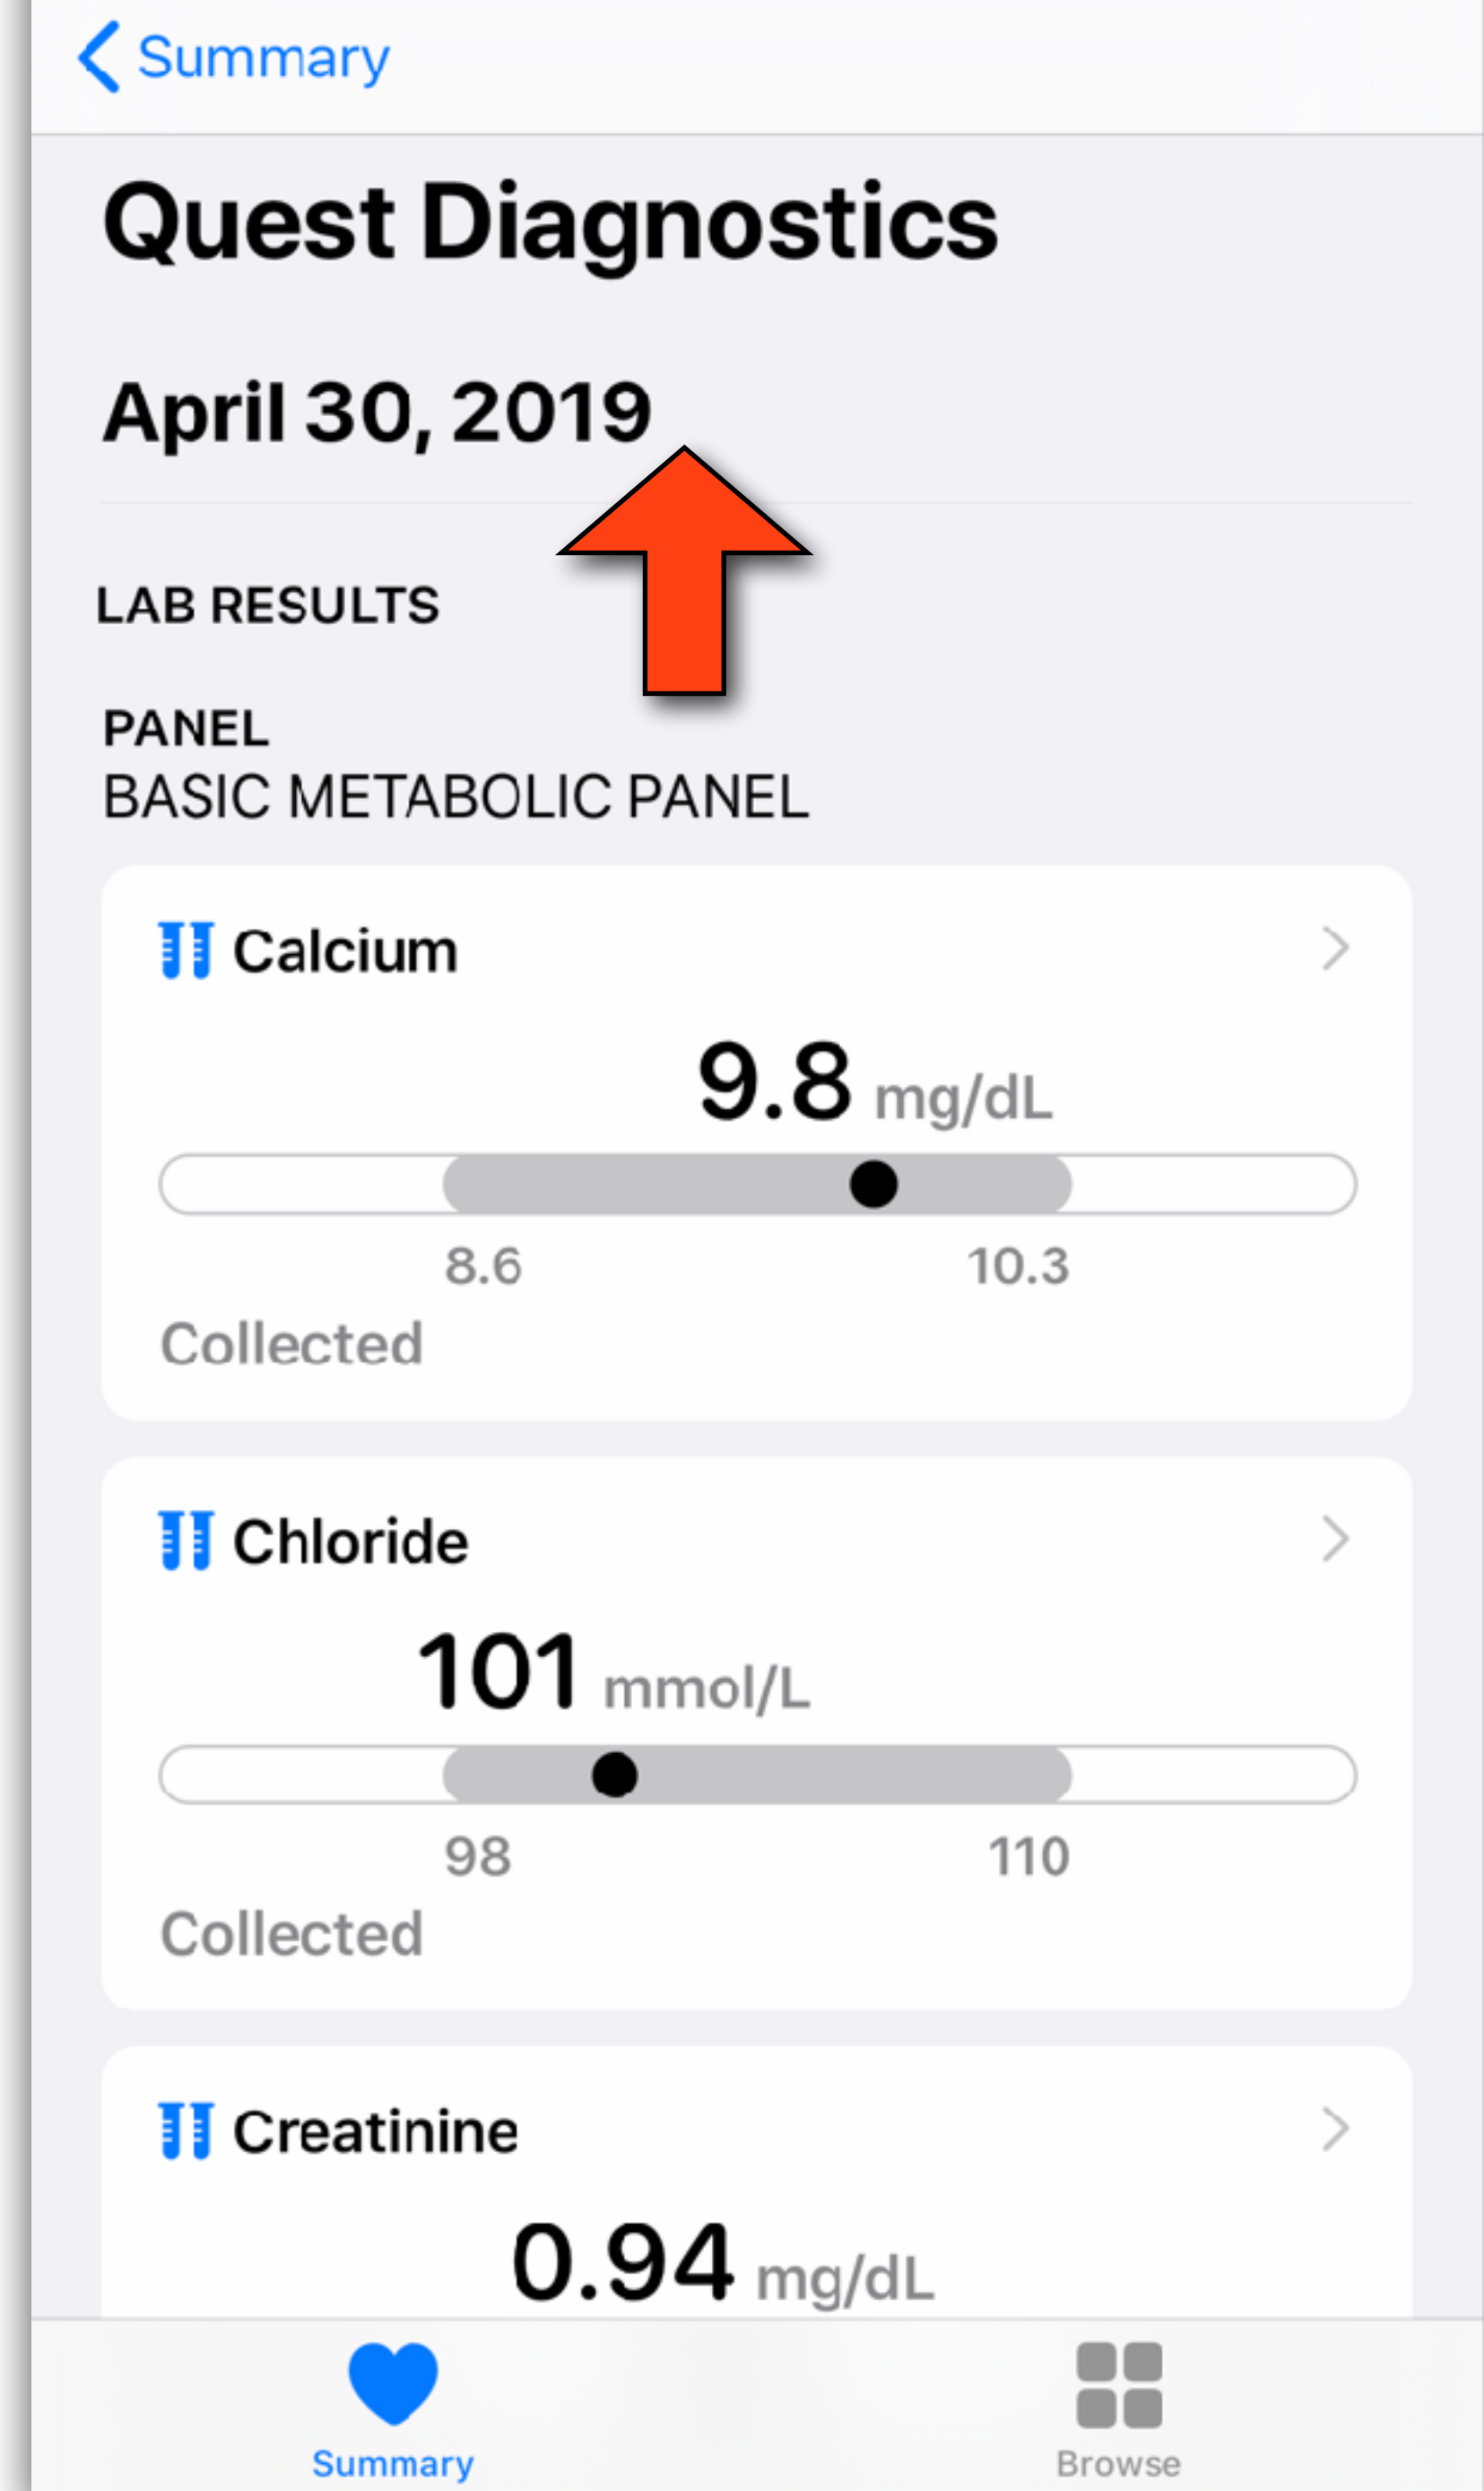 Summary
Quest Diagnostics
April 30, 2019
LAB RESULTS
PANEL
BASIC METABOLIC PANEL
Calcium
9.8 mg/dL
8.6 10.3
Collected
Chloride
101 mmol/L
98 110
Collected
Creatinine
0.94 mg/dL
Summary Browse